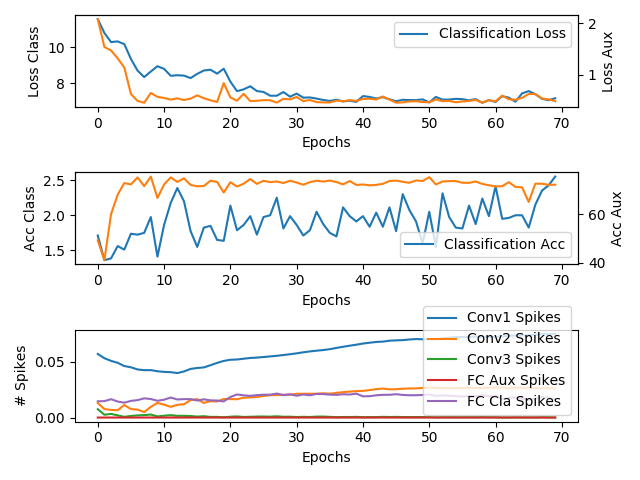 Loss Class
10
8
Classification Loss
2
1
Loss Aux
0 10 20 30 40 50 60 70
Epochs
Acc Class
2.5
2.0
1.5
Classification Acc
60
40
Acc Aux
0 10 20 30 40 50 60 70
Epochs
# Spikes
0.05
0.00
Conv1 Spikes
Conv2 Spikes
Conv3 Spikes
FC Aux Spikes
FC Cla Spikes
0 10 20 30 40 50 60 70
Epochs